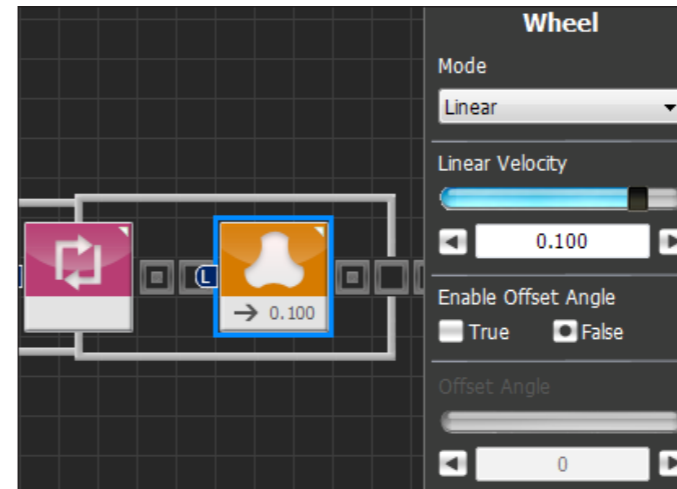 Wheel
Mode
Linear
Linear Velocity
0.100
Enable Offset Angle
True False
Offset Angle
0
L
→ 0.100